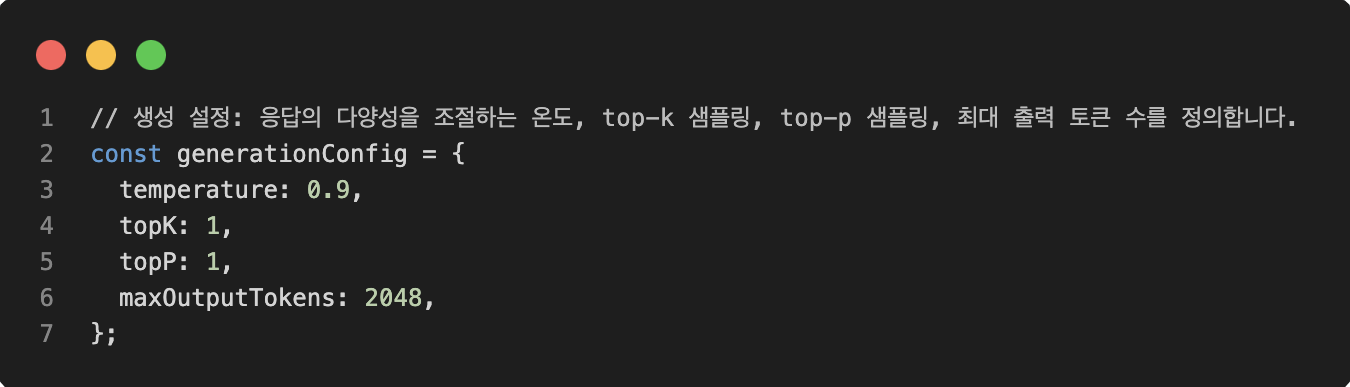 1 // 생성 설정: 응답의 다양성을 조절하는 온도, top-k 샘플링, top-p 샘플링, 최대 출력 토큰 수를 정의합니다.
2 const generationConfig = {
3   temperature: 0.9,
4   topK: 1,
5   topP: 1,
6   maxOutputTokens: 2048,
7 };